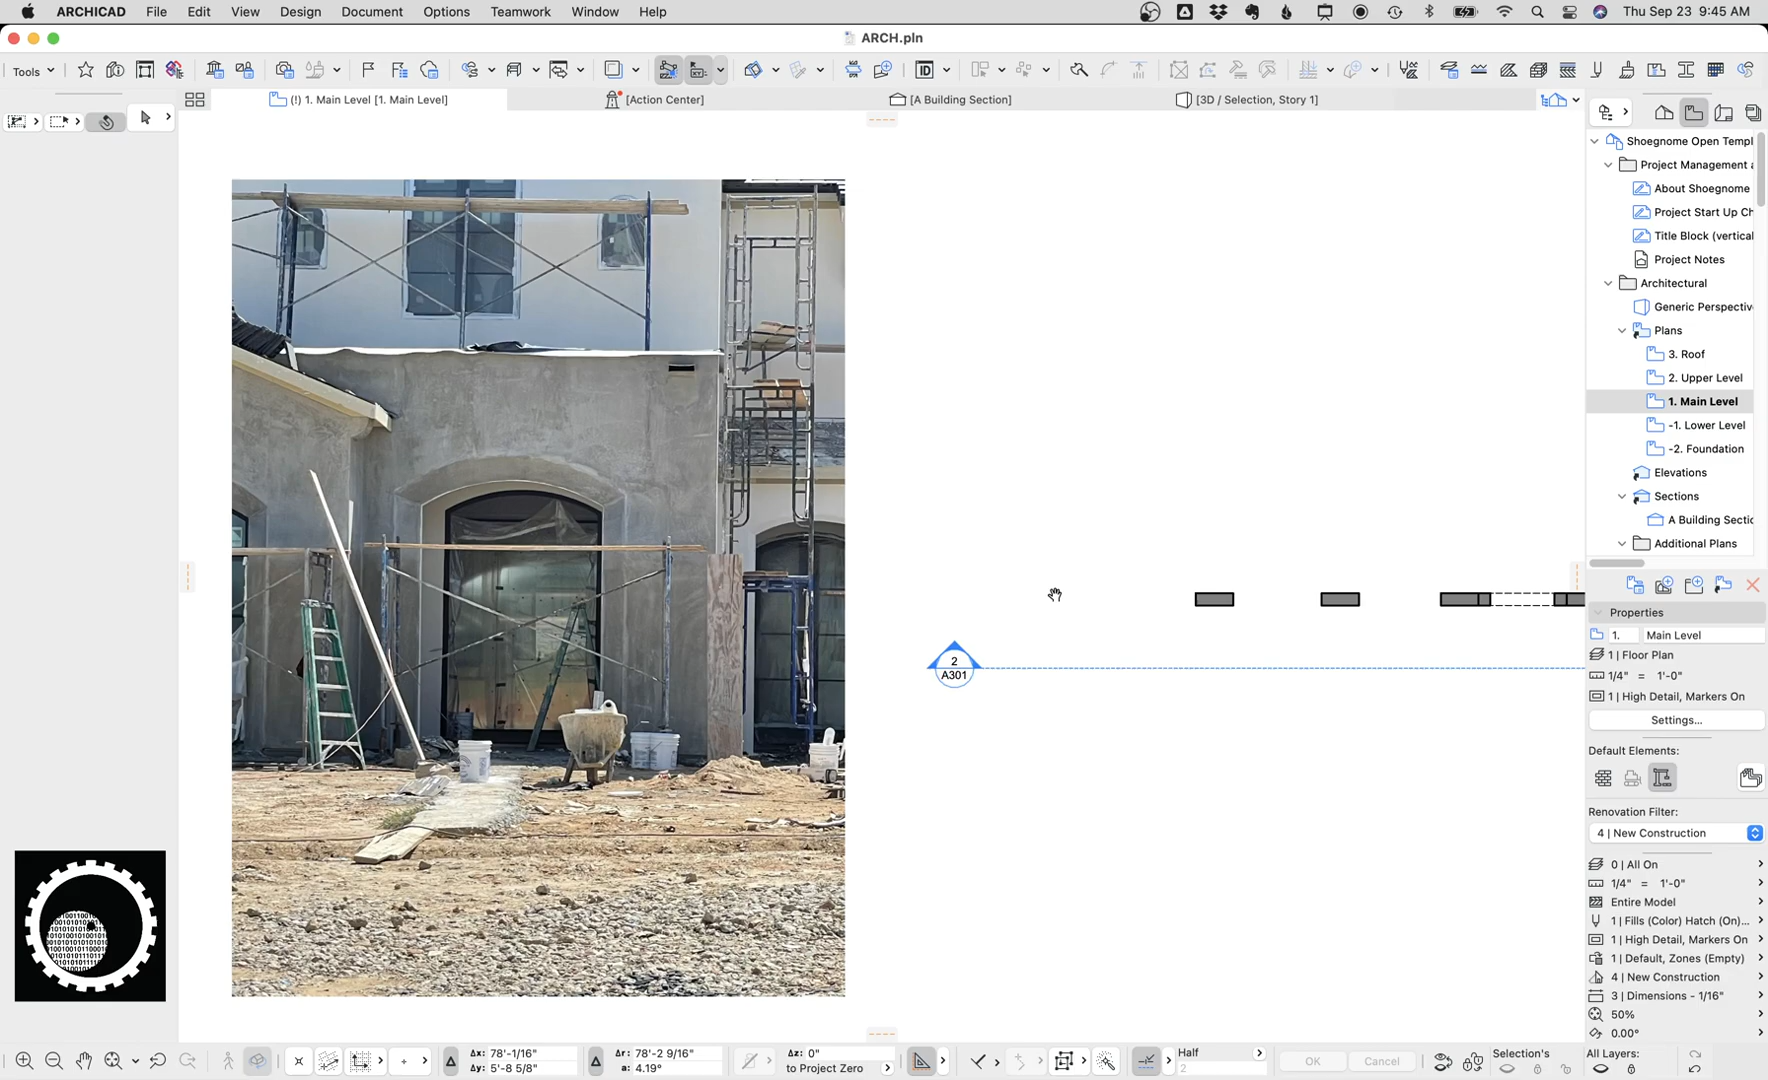 ARCHICAD File Edit View Design Document Options Teamwork Window Help Thu Sep 23 9:45 AM
ARCH.pln
Tools
(!) 1. Main Level [1. Main Level] [Action Center] [A Building Section] [3D / Selection, Story 1]
Shoegnome Open Templ
Project Management a
About Shoegnome
Project Start Up Ch
Title Block (vertical
Project Notes
Architectural
Generic Perspectiv
Plans
3. Roof
2. Upper Level
1. Main Level
-1. Lower Level
-2. Foundation
Elevations
Sections
A Building Sectio
Additional Plans
2
A301
Properties
1. Main Level
1 | Floor Plan
1/4" = 1'-0"
1 | High Detail, Markers On
Settings...
Default Elements:
Renovation Filter:
4 | New Construction
0 | All On
1/4" = 1'-0"
Entire Model
1 | Fills (Color) Hatch (On)...
1 | High Detail, Markers On
1 | Default, Zones (Empty)
4 | New Construction
3 | Dimensions - 1/16"
50%
0.00°
Δx: 78'-1/16"
Δy: 5'-8 5/8"
Δr: 78'-2 9/16"
a: 4.19°
Δz: 0"
to Project Zero
Half
2
OK Cancel
Selection's
All Layers: